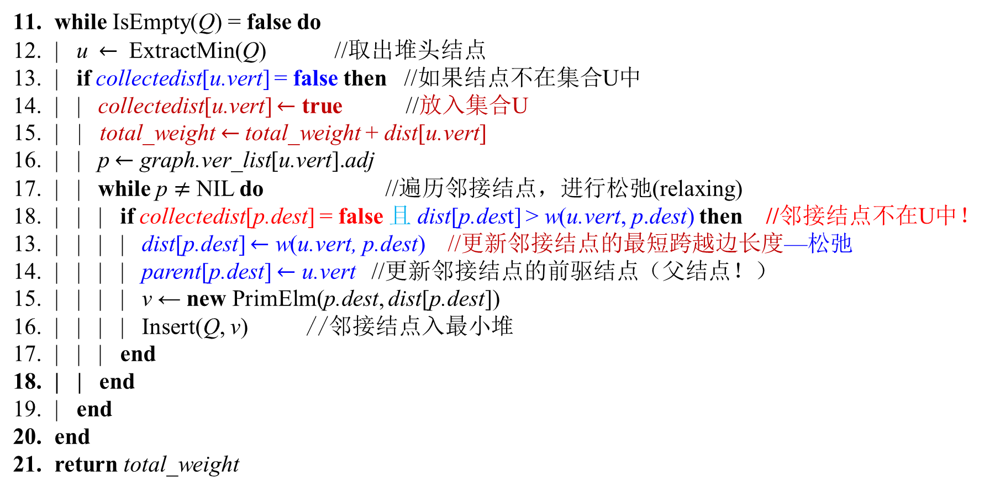 11. while IsEmpty(Q) = false do
12. | u ← ExtractMin(Q) //取出堆头结点
13. | if collectedist[u.vert] = false then //如果结点不在集合U中
14. | | collectedist[u.vert] ← true //放入集合U
15. | | total_weight ← total_weight + dist[u.vert]
16. | | p ← graph.ver_list[u.vert].adj
17. | | while p ≠ NIL do //遍历邻接结点，进行松弛(relaxing)
18. | | | if collectedist[p.dest] = false 且 dist[p.dest] > w(u.vert, p.dest) then //邻接结点不在U中！
13. | | | | dist[p.dest] ← w(u.vert, p.dest) //更新邻接结点的最短跨越边长度—松弛
14. | | | | parent[p.dest] ← u.vert //更新邻接结点的前驱结点（父结点！）
15. | | | | v ← new PrimElm(p.dest, dist[p.dest])
16. | | | | Insert(Q, v) //邻接结点入最小堆
17. | | | end
18. | | end
19. | end
20. end
21. return total_weight